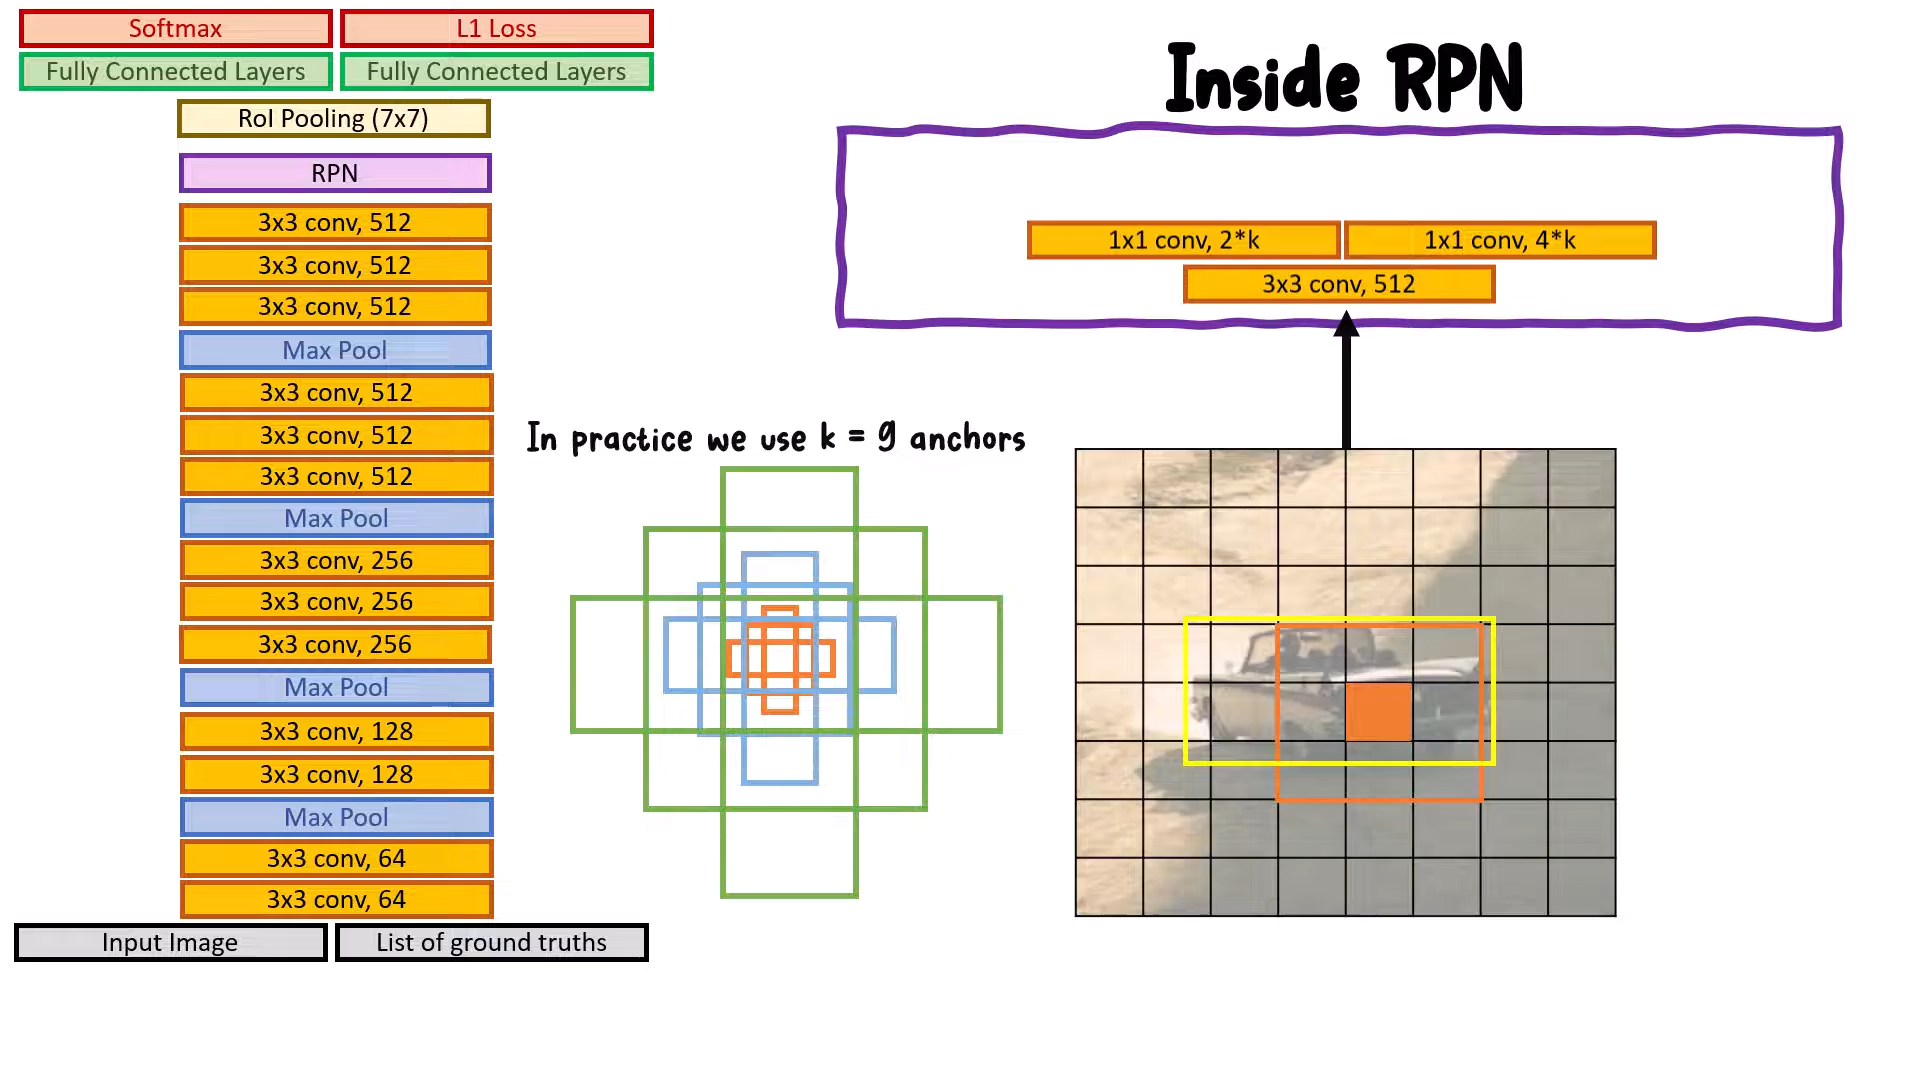 Softmax
L1 Loss
Fully Connected Layers
Fully Connected Layers
RoI Pooling (7x7)
RPN
3x3 conv, 512
3x3 conv, 512
3x3 conv, 512
Max Pool
3x3 conv, 512
3x3 conv, 512
3x3 conv, 512
Max Pool
3x3 conv, 256
3x3 conv, 256
3x3 conv, 256
Max Pool
3x3 conv, 128
3x3 conv, 128
Max Pool
3x3 conv, 64
3x3 conv, 64
Input Image
List of ground truths
In practice we use k = 9 anchors
Inside RPN
1x1 conv, 2*k
1x1 conv, 4*k
3x3 conv, 512